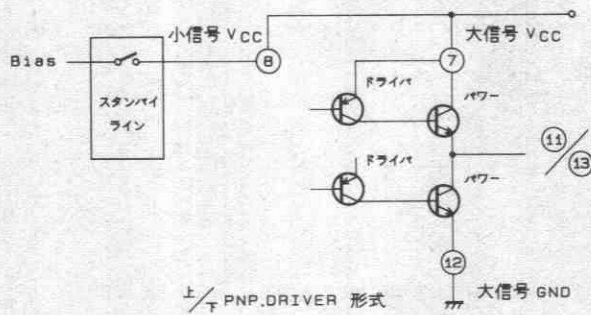 小信号 VCC
大信号 VCC
Bias
8
7
スタンバイ
ライン
ドライバ
パワー
11/13
ドライバ
パワー
12
上/下 PNP.DRIVER 形式
大信号 GND